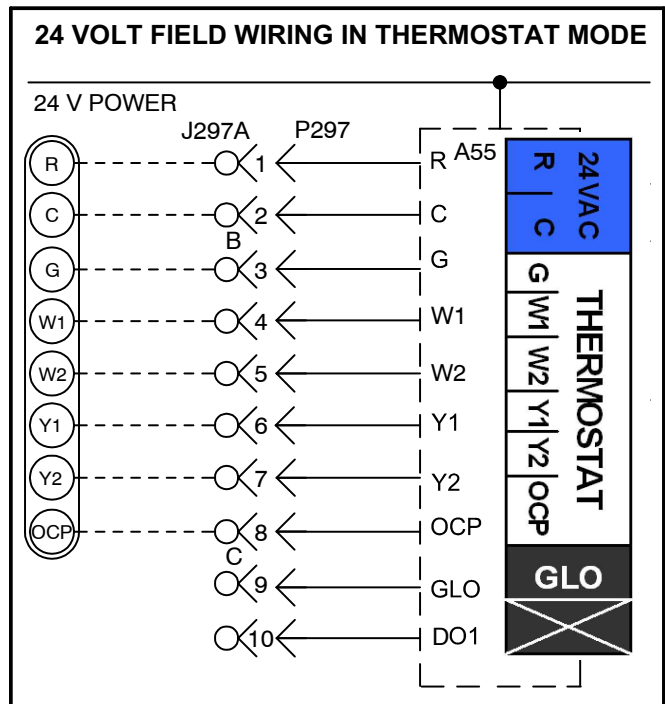 24 VOLT FIELD WIRING IN THERMOSTAT MODE
24 V POWER
J297A P297
A55
R 1 R
C 2 C
B
G 3 G
W1 4 W1
W2 5 W2
Y1 6 Y1
Y2 7 Y2
OCP 8 OCP
C
9 GLO
10 DO1
24VAC
R C
THERMOSTAT
G W1 W2 Y1 Y2 OCP
GLO